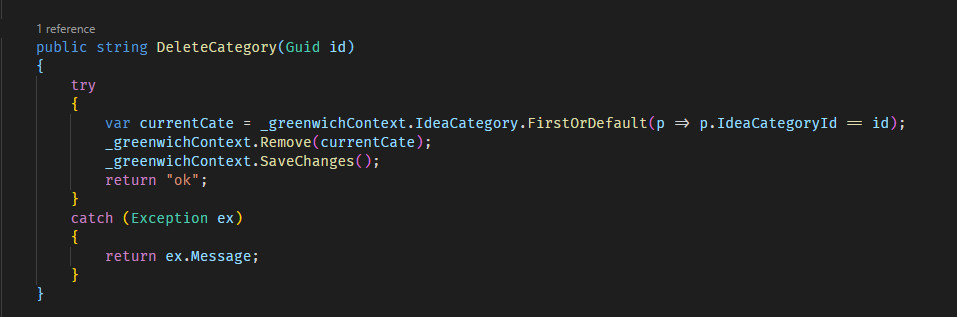 1 reference
public string DeleteCategory(Guid id)
{
try
{
var currentCate = _greenwichContext.IdeaCategory.FirstOrDefault(p => p.IdeaCategoryId == id);
_greenwichContext.Remove(currentCate);
_greenwichContext.SaveChanges();
return "ok";
}
catch (Exception ex)
{
return ex.Message;
}
}